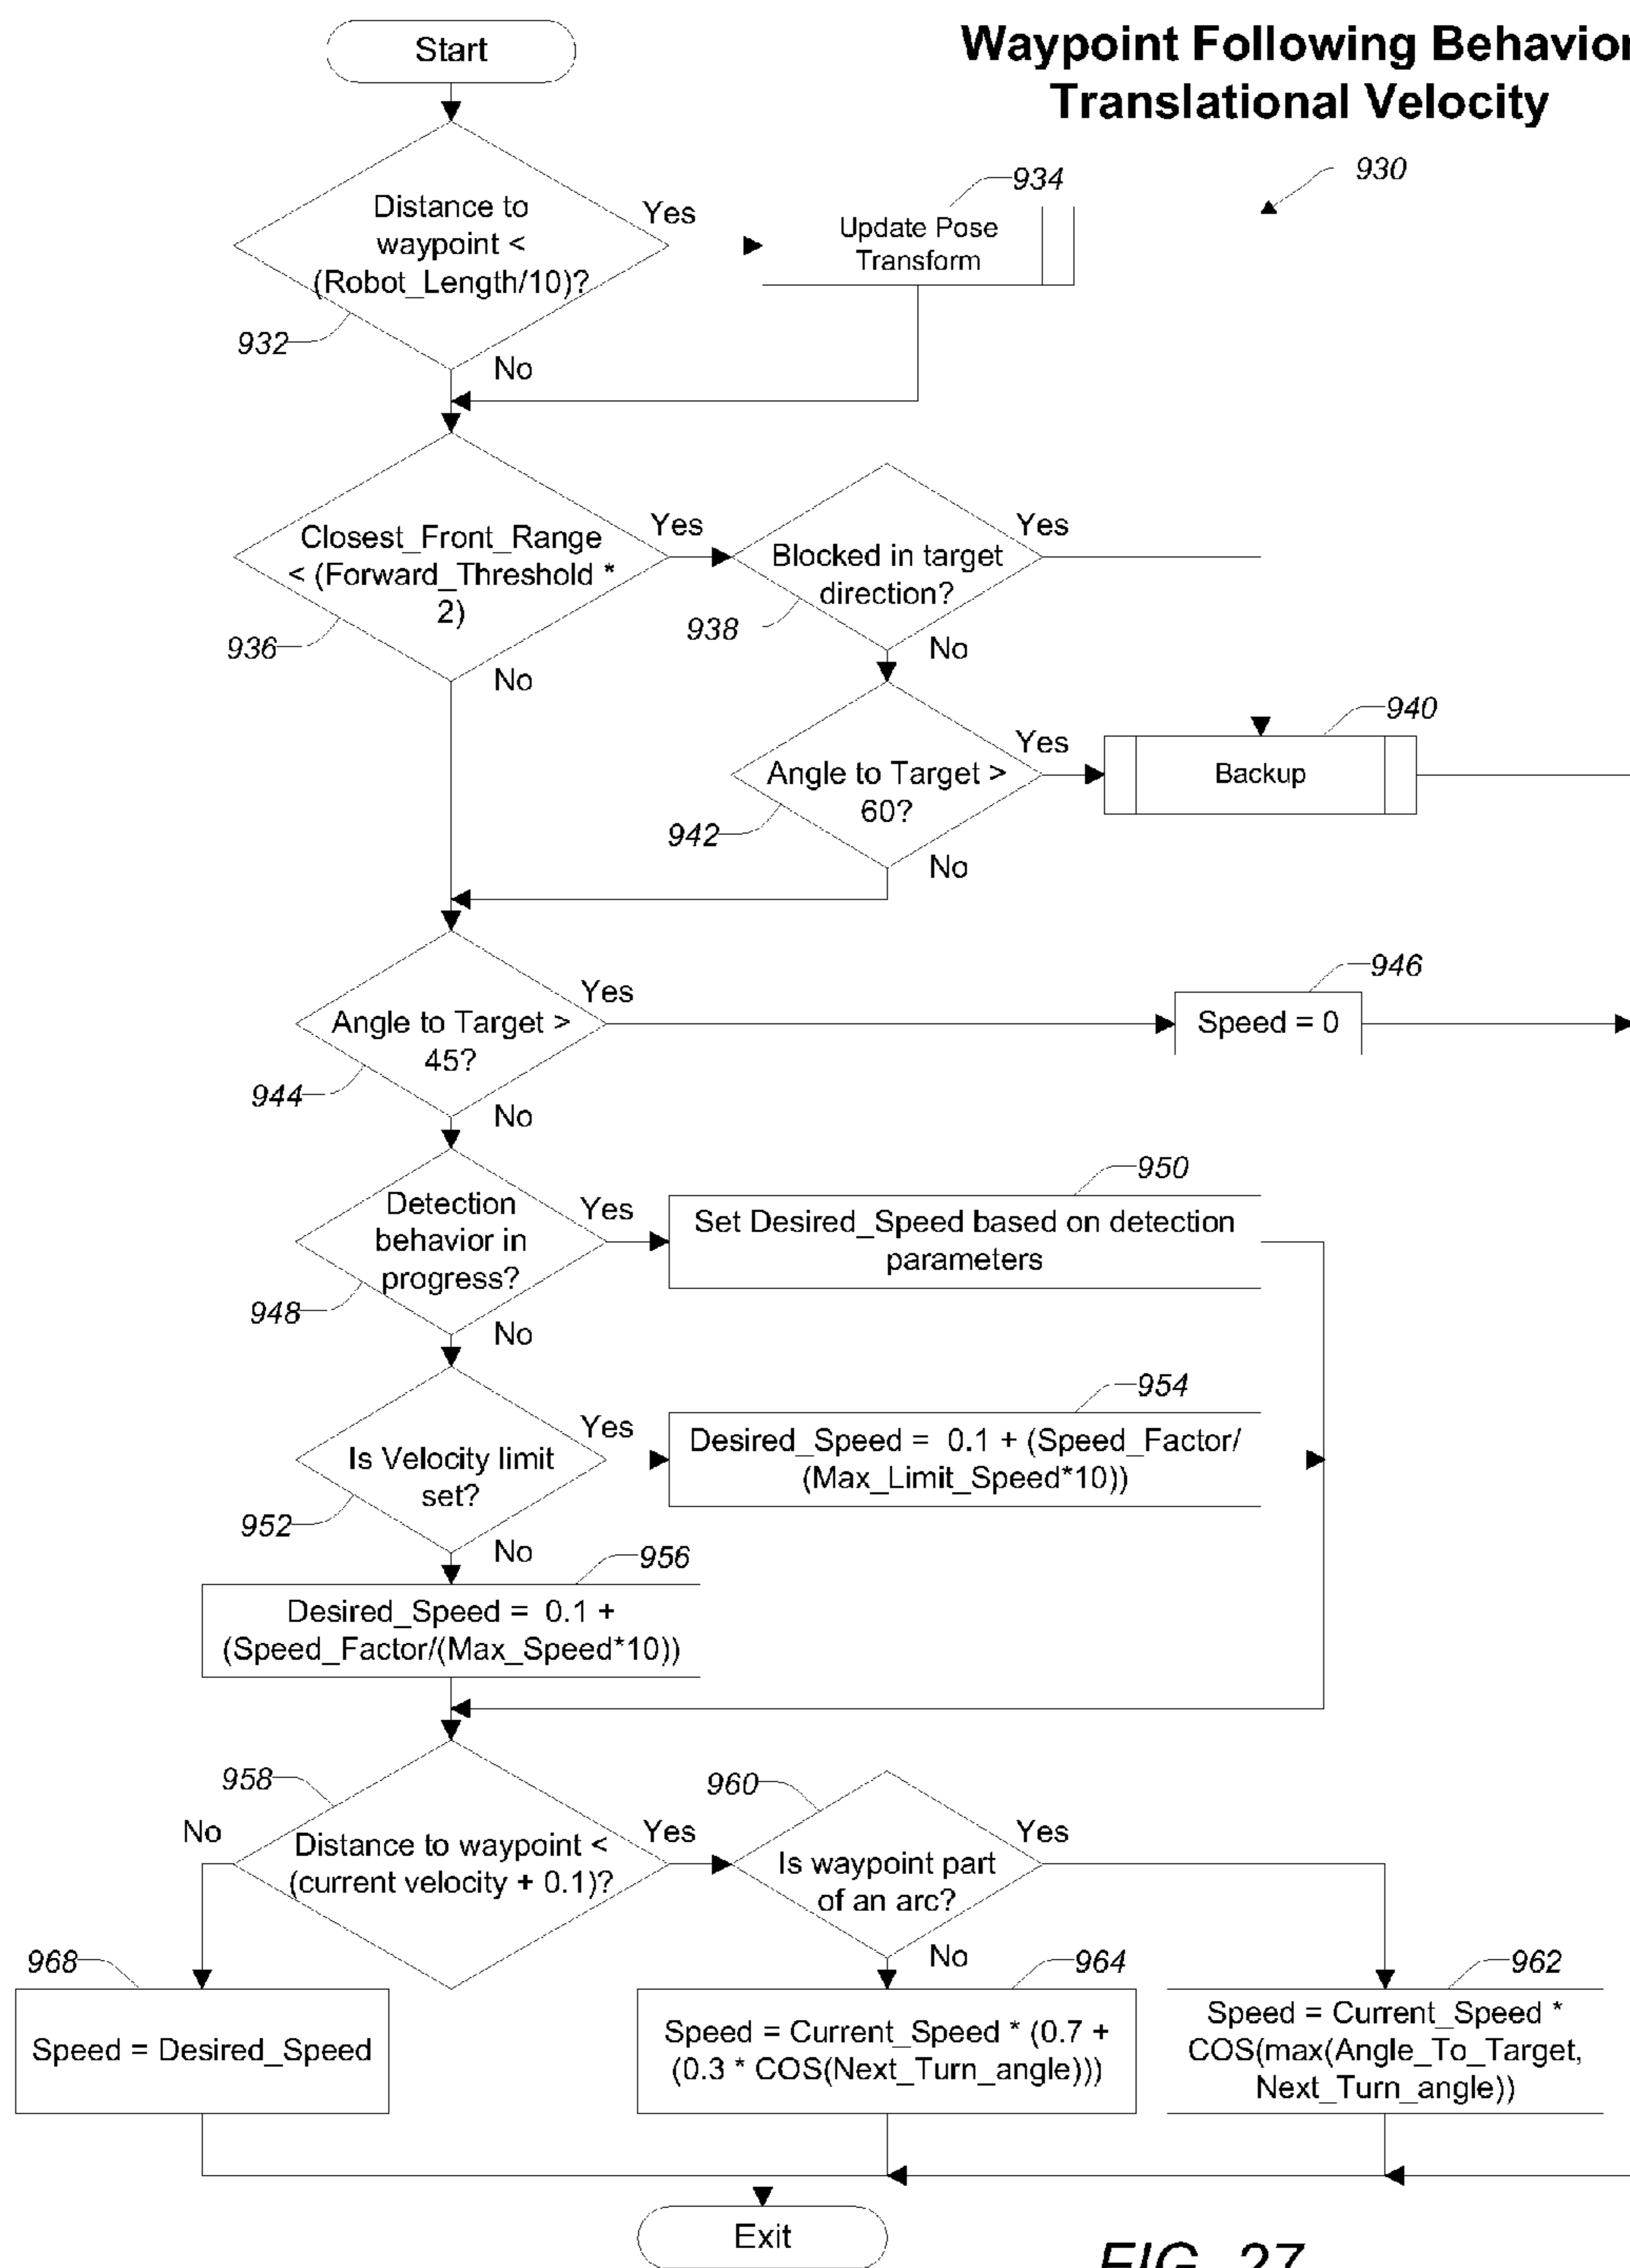 Start
Waypoint Following Behavior
Translational Velocity
930
Distance to
waypoint <
(Robot_Length/10)?
Yes
934
Update Pose
Transform
932
No
Closest_Front_Range
< (Forward_Threshold *
2)
Yes
Blocked in target
direction?
Yes
936
938
No
No
940
Angle to Target >
60?
Yes
Backup
942
No
946
Angle to Target >
45?
Yes
Speed = 0
944
No
950
Detection
behavior in
progress?
Yes
Set Desired_Speed based on detection
parameters
948
No
954
Is Velocity limit
set?
Yes
Desired_Speed = 0.1 + (Speed_Factor/
(Max_Limit_Speed*10))
952
No
956
Desired_Speed = 0.1 +
(Speed_Factor/(Max_Speed*10))
958
960
No
Distance to waypoint <
(current velocity + 0.1)?
Yes
Is waypoint part
of an arc?
Yes
No
968
964
962
Speed = Desired_Speed
Speed = Current_Speed * (0.7 +
(0.3 * COS(Next_Turn_angle)))
Speed = Current_Speed *
COS(max(Angle_To_Target,
Next_Turn_angle))
Exit
FIG. 27